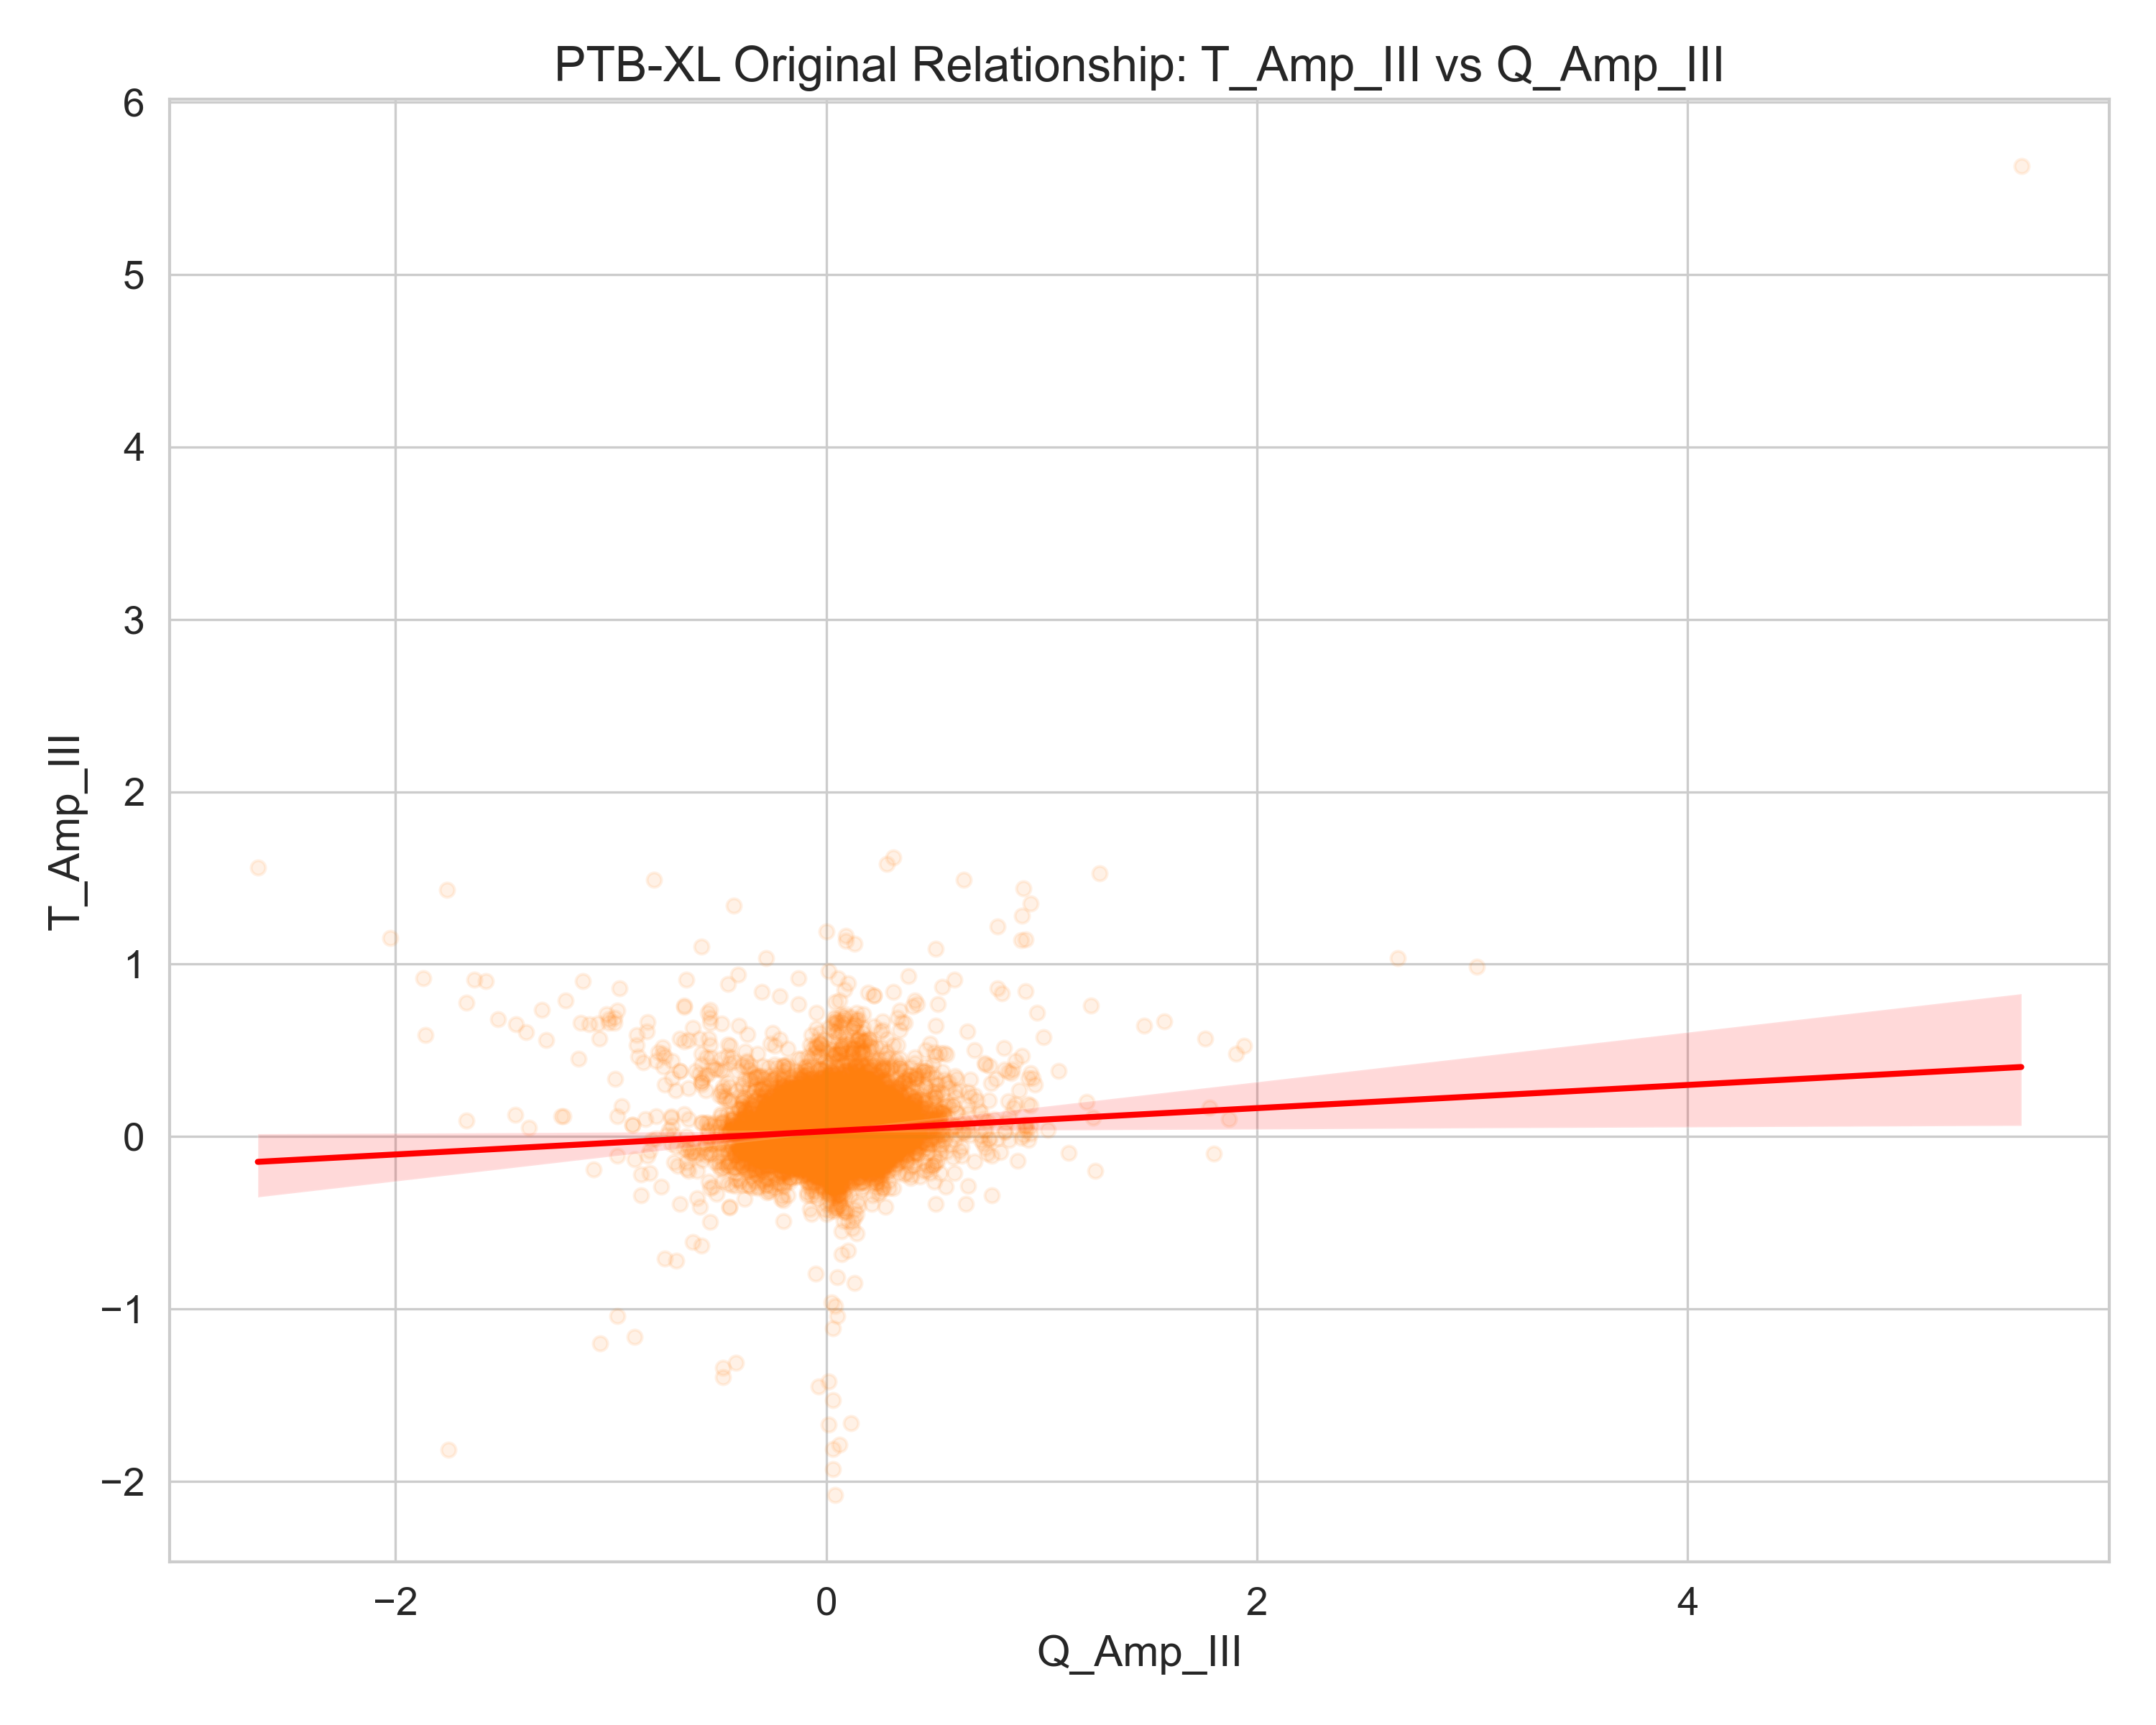 PTB-XL Original Relationship: T_Amp_III vs Q_Amp_III
6
5
4
3
2
1
0
−1
−2
T_Amp_III
−2 0 2 4
Q_Amp_III